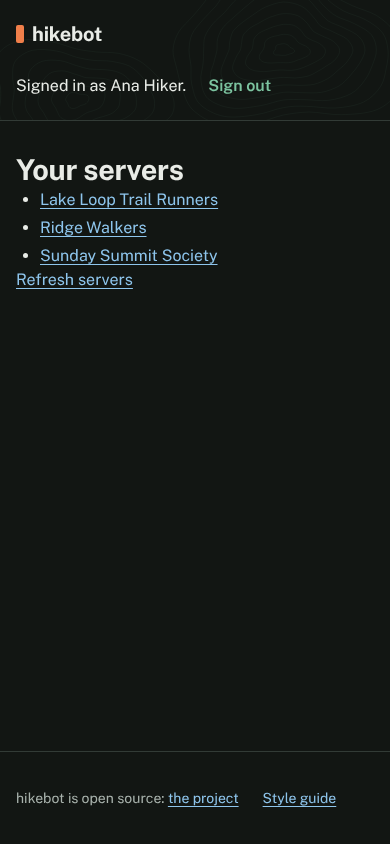 hikebot
Signed in as Ana Hiker. Sign out
Your servers
Lake Loop Trail Runners
Ridge Walkers
Sunday Summit Society
Refresh servers
hikebot is open source: the project Style guide